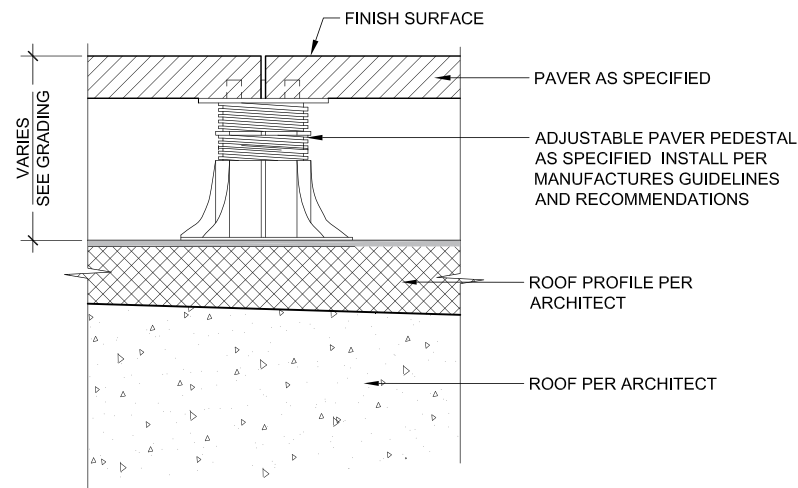 FINISH SURFACE
PAVER AS SPECIFIED
VARIES
SEE GRADING
ADJUSTABLE PAVER PEDESTAL
AS SPECIFIED INSTALL PER
MANUFACTURES GUIDELINES
AND RECOMMENDATIONS
ROOF PROFILE PER
ARCHITECT
ROOF PER ARCHITECT